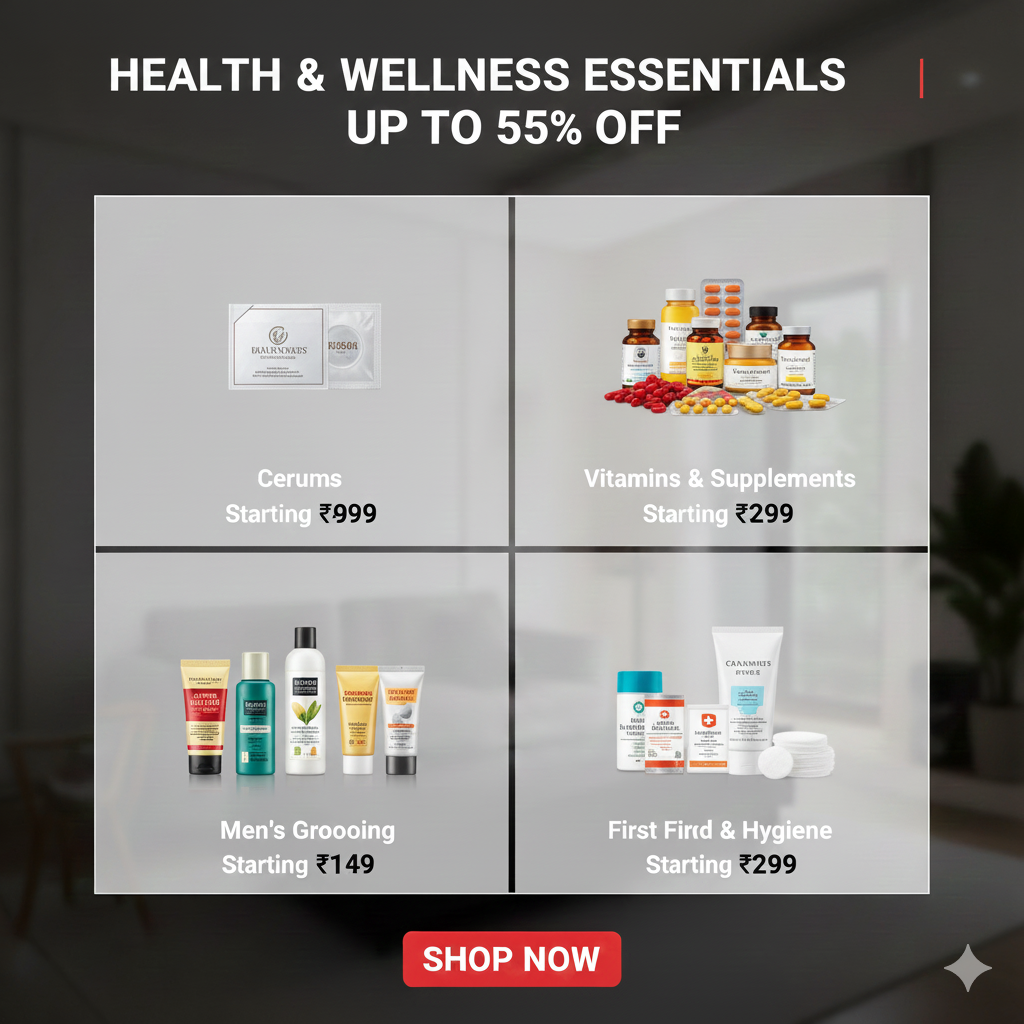 HEALTH & WELLNESS ESSENTIALS
UP TO 55% OFF
Cerums
Starting ₹999
Vitamins & Supplements
Starting ₹299
Men's Groooing
Starting ₹149
First Fird & Hygiene
Starting ₹299
SHOP NOW